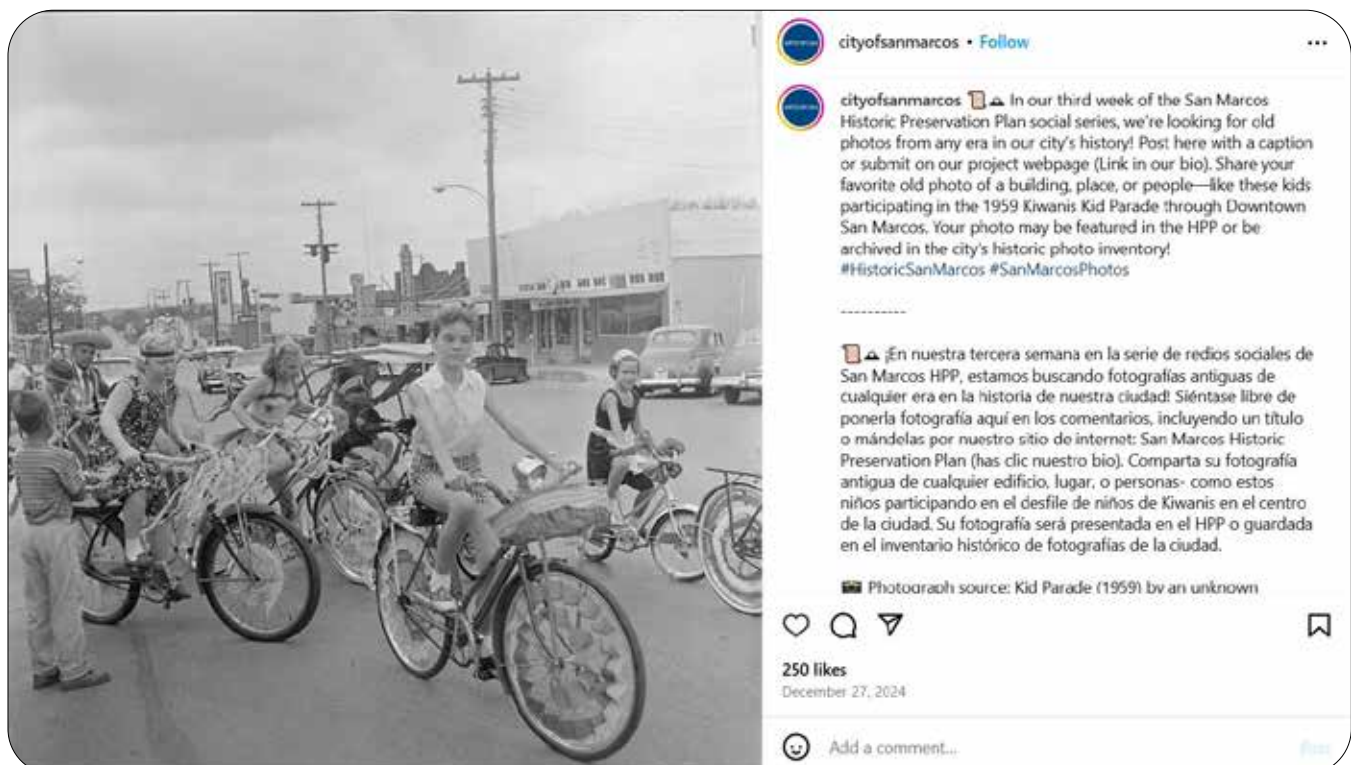 cityofsanmarcos • Follow
cityofsanmarcos 📜🏔 In our third week of the San Marcos
Historic Preservation Plan social series, we're looking for old
photos from any era in our city's history! Post here with a caption
or submit on our project webpage (Link in our bio). Share your
favorite old photo of a building, place, or people—like these kids
participating in the 1959 Kiwanis Kid Parade through Downtown
San Marcos. Your photo may be featured in the HPP or be
archived in the city's historic photo inventory!
#HistoricSanMarcos #SanMarcosPhotos
----------
📜🏔 ¡En nuestra tercera semana en la serie de redios sociales de
San Marcos HPP, estamos buscando fotografías antiguas de
cualquier era en la historia de nuestra ciudad! Siéntase libre de
ponerla fotografía aquí en los comentarios, incluyendo un título
o mándelas por nuestro sitio de internet: San Marcos Historic
Preservation Plan (has clic nuestro bio). Comparta su fotografía
antigua de cualquier edificio, lugar, o personas- como estos
niños participando en el desfile de niños de Kiwanis en el centro
de la ciudad. Su fotografía será presentada en el HPP o guardada
en el inventario histórico de fotografías de la ciudad.
📸 Photograph source: Kid Parade (1959) by an unknown
250 likes
December 27, 2024
Add a comment...
Post